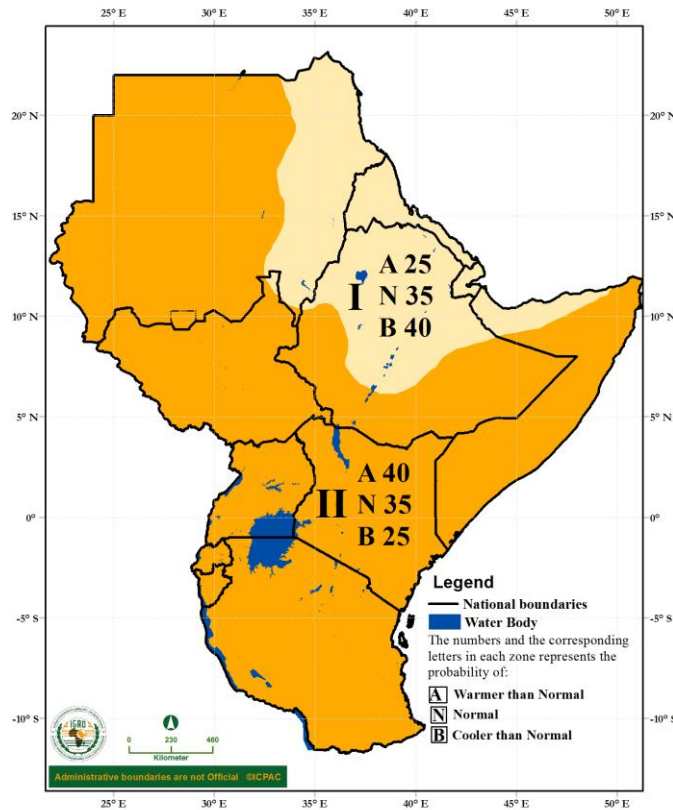 25° E 30° E 35° E 40° E 45° E 50° E
20° N
20° N
15° N
15° N
I
A 25
N 35
B 40
10° N
10° N
5° N
5° N
II
A 40
N 35
B 25
0°
0°
Legend
National boundaries
Water Body
The numbers and the corresponding
letters in each zone represents the
probability of:
A Warmer than Normal
N Normal
B Cooler than Normal
-5° S
-5° S
-10° S
-10° S
IGAD
0 230 460
Kilometer
Administrative boundaries are not Official ©ICPAC
25° E 30° E 35° E 40° E 45° E 50° E